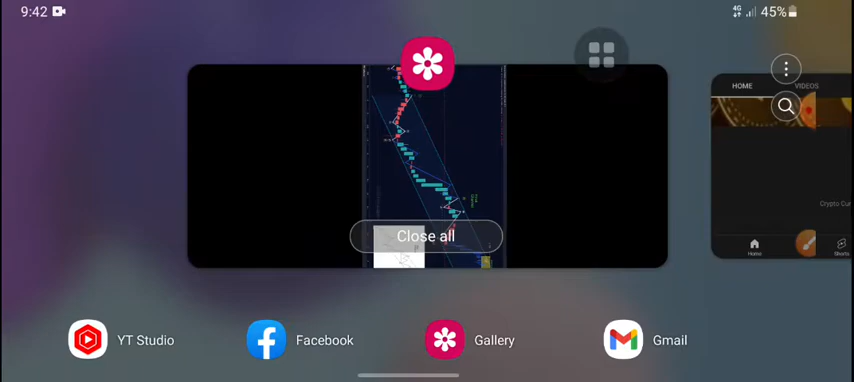 9:42
4G
45%
HOME
VIDEOS
Crypto Cur
Close all
Home
Shorts
YT Studio
Facebook
Gallery
Gmail